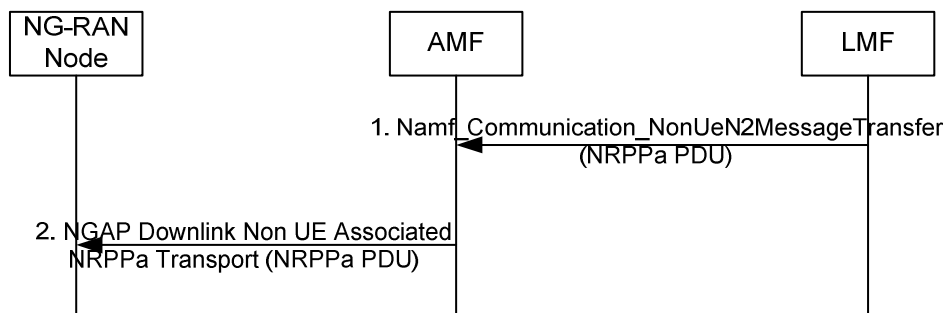 NG-RAN
Node
AMF
LMF
1. Namf_Communication_NonUeN2MessageTransfer
(NRPPa PDU)
2. NGAP Downlink Non UE Associated
NRPPa Transport (NRPPa PDU)